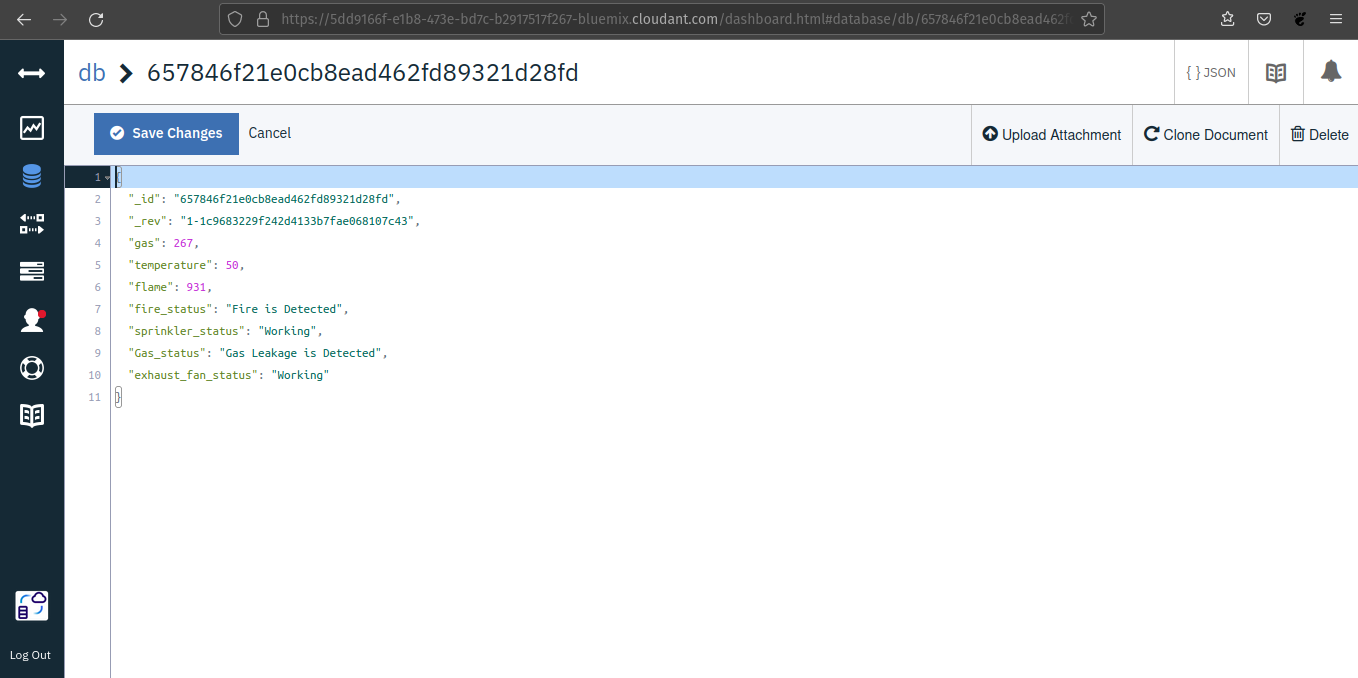 https://5dd9166f-e1b8-473e-bd7c-b2917517f267-bluemix.cloudant.com/dashboard.html#database/db/657846f21e0cb8ead462f
db > 657846f21e0cb8ead462fd89321d28fd
{ } JSON
Save Changes Cancel
Upload Attachment Clone Document Delete
1 {
2 "_id": "657846f21e0cb8ead462fd89321d28fd",
3 "_rev": "1-1c9683229f242d4133b7fae068107c43",
4 "gas": 267,
5 "temperature": 50,
6 "flame": 931,
7 "fire_status": "Fire is Detected",
8 "sprinkler_status": "Working",
9 "Gas_status": "Gas Leakage is Detected",
10 "exhaust_fan_status": "Working"
11 }
Log Out